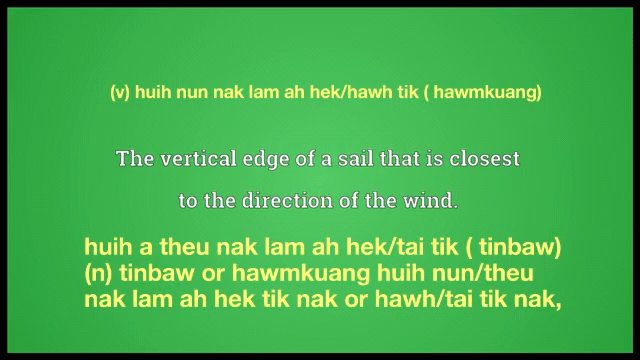 (v) huih nun nak lam ah hek/hawh tik ( hawmkuang)
The vertical edge of a sail that is closest
to the direction of the wind.
huih a theu nak lam ah hek/tai tik ( tinbaw)
(n) tinbaw or hawmkuang huih nun/theu
nak lam ah hek tik nak or hawh/tai tik nak,